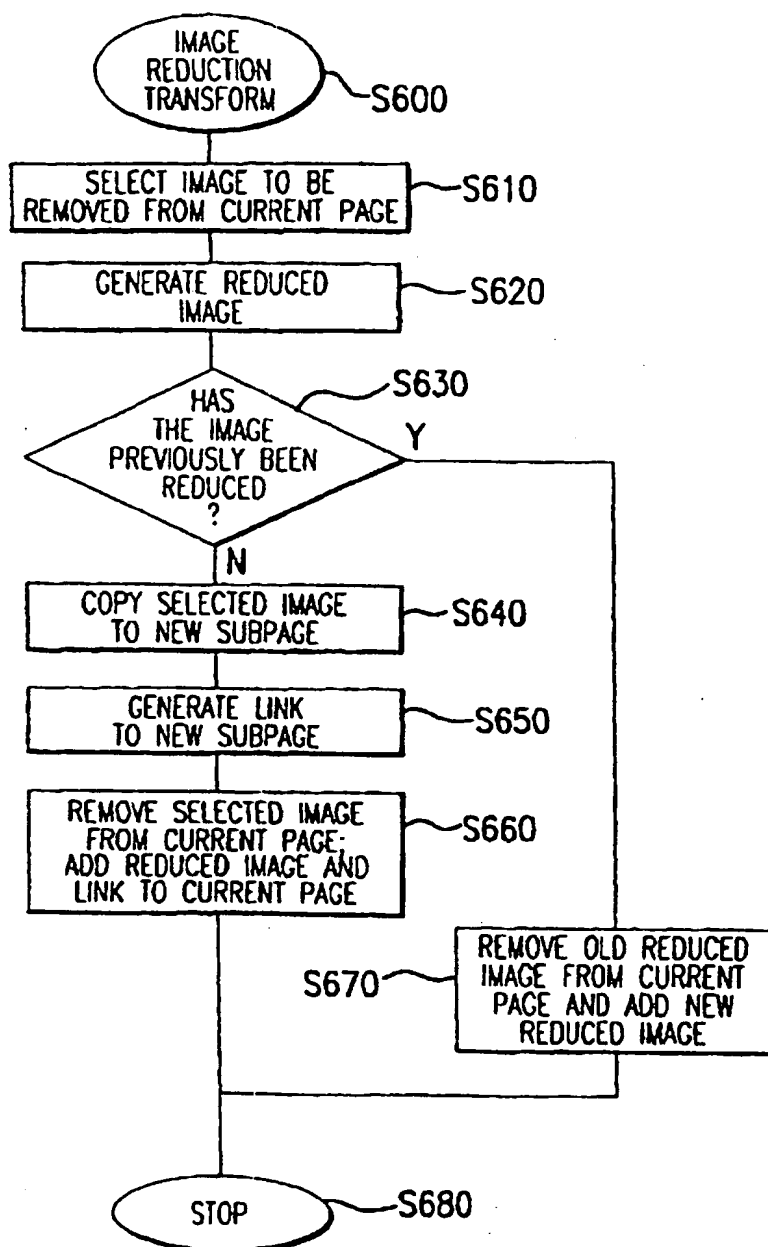 IMAGE
REDUCTION
TRANSFORM
S600
SELECT IMAGE TO BE
REMOVED FROM CURRENT PAGE
S610
GENERATE REDUCED
IMAGE
S620
HAS
THE IMAGE
PREVIOUSLY BEEN
REDUCED
?
S630
Y
N
COPY SELECTED IMAGE
TO NEW SUBPAGE
S640
GENERATE LINK
TO NEW SUBPAGE
S650
REMOVE SELECTED IMAGE
FROM CURRENT PAGE;
ADD REDUCED IMAGE AND
LINK TO CURRENT PAGE
S660
REMOVE OLD REDUCED
IMAGE FROM CURRENT
PAGE AND ADD NEW
REDUCED IMAGE
S670
STOP
S680